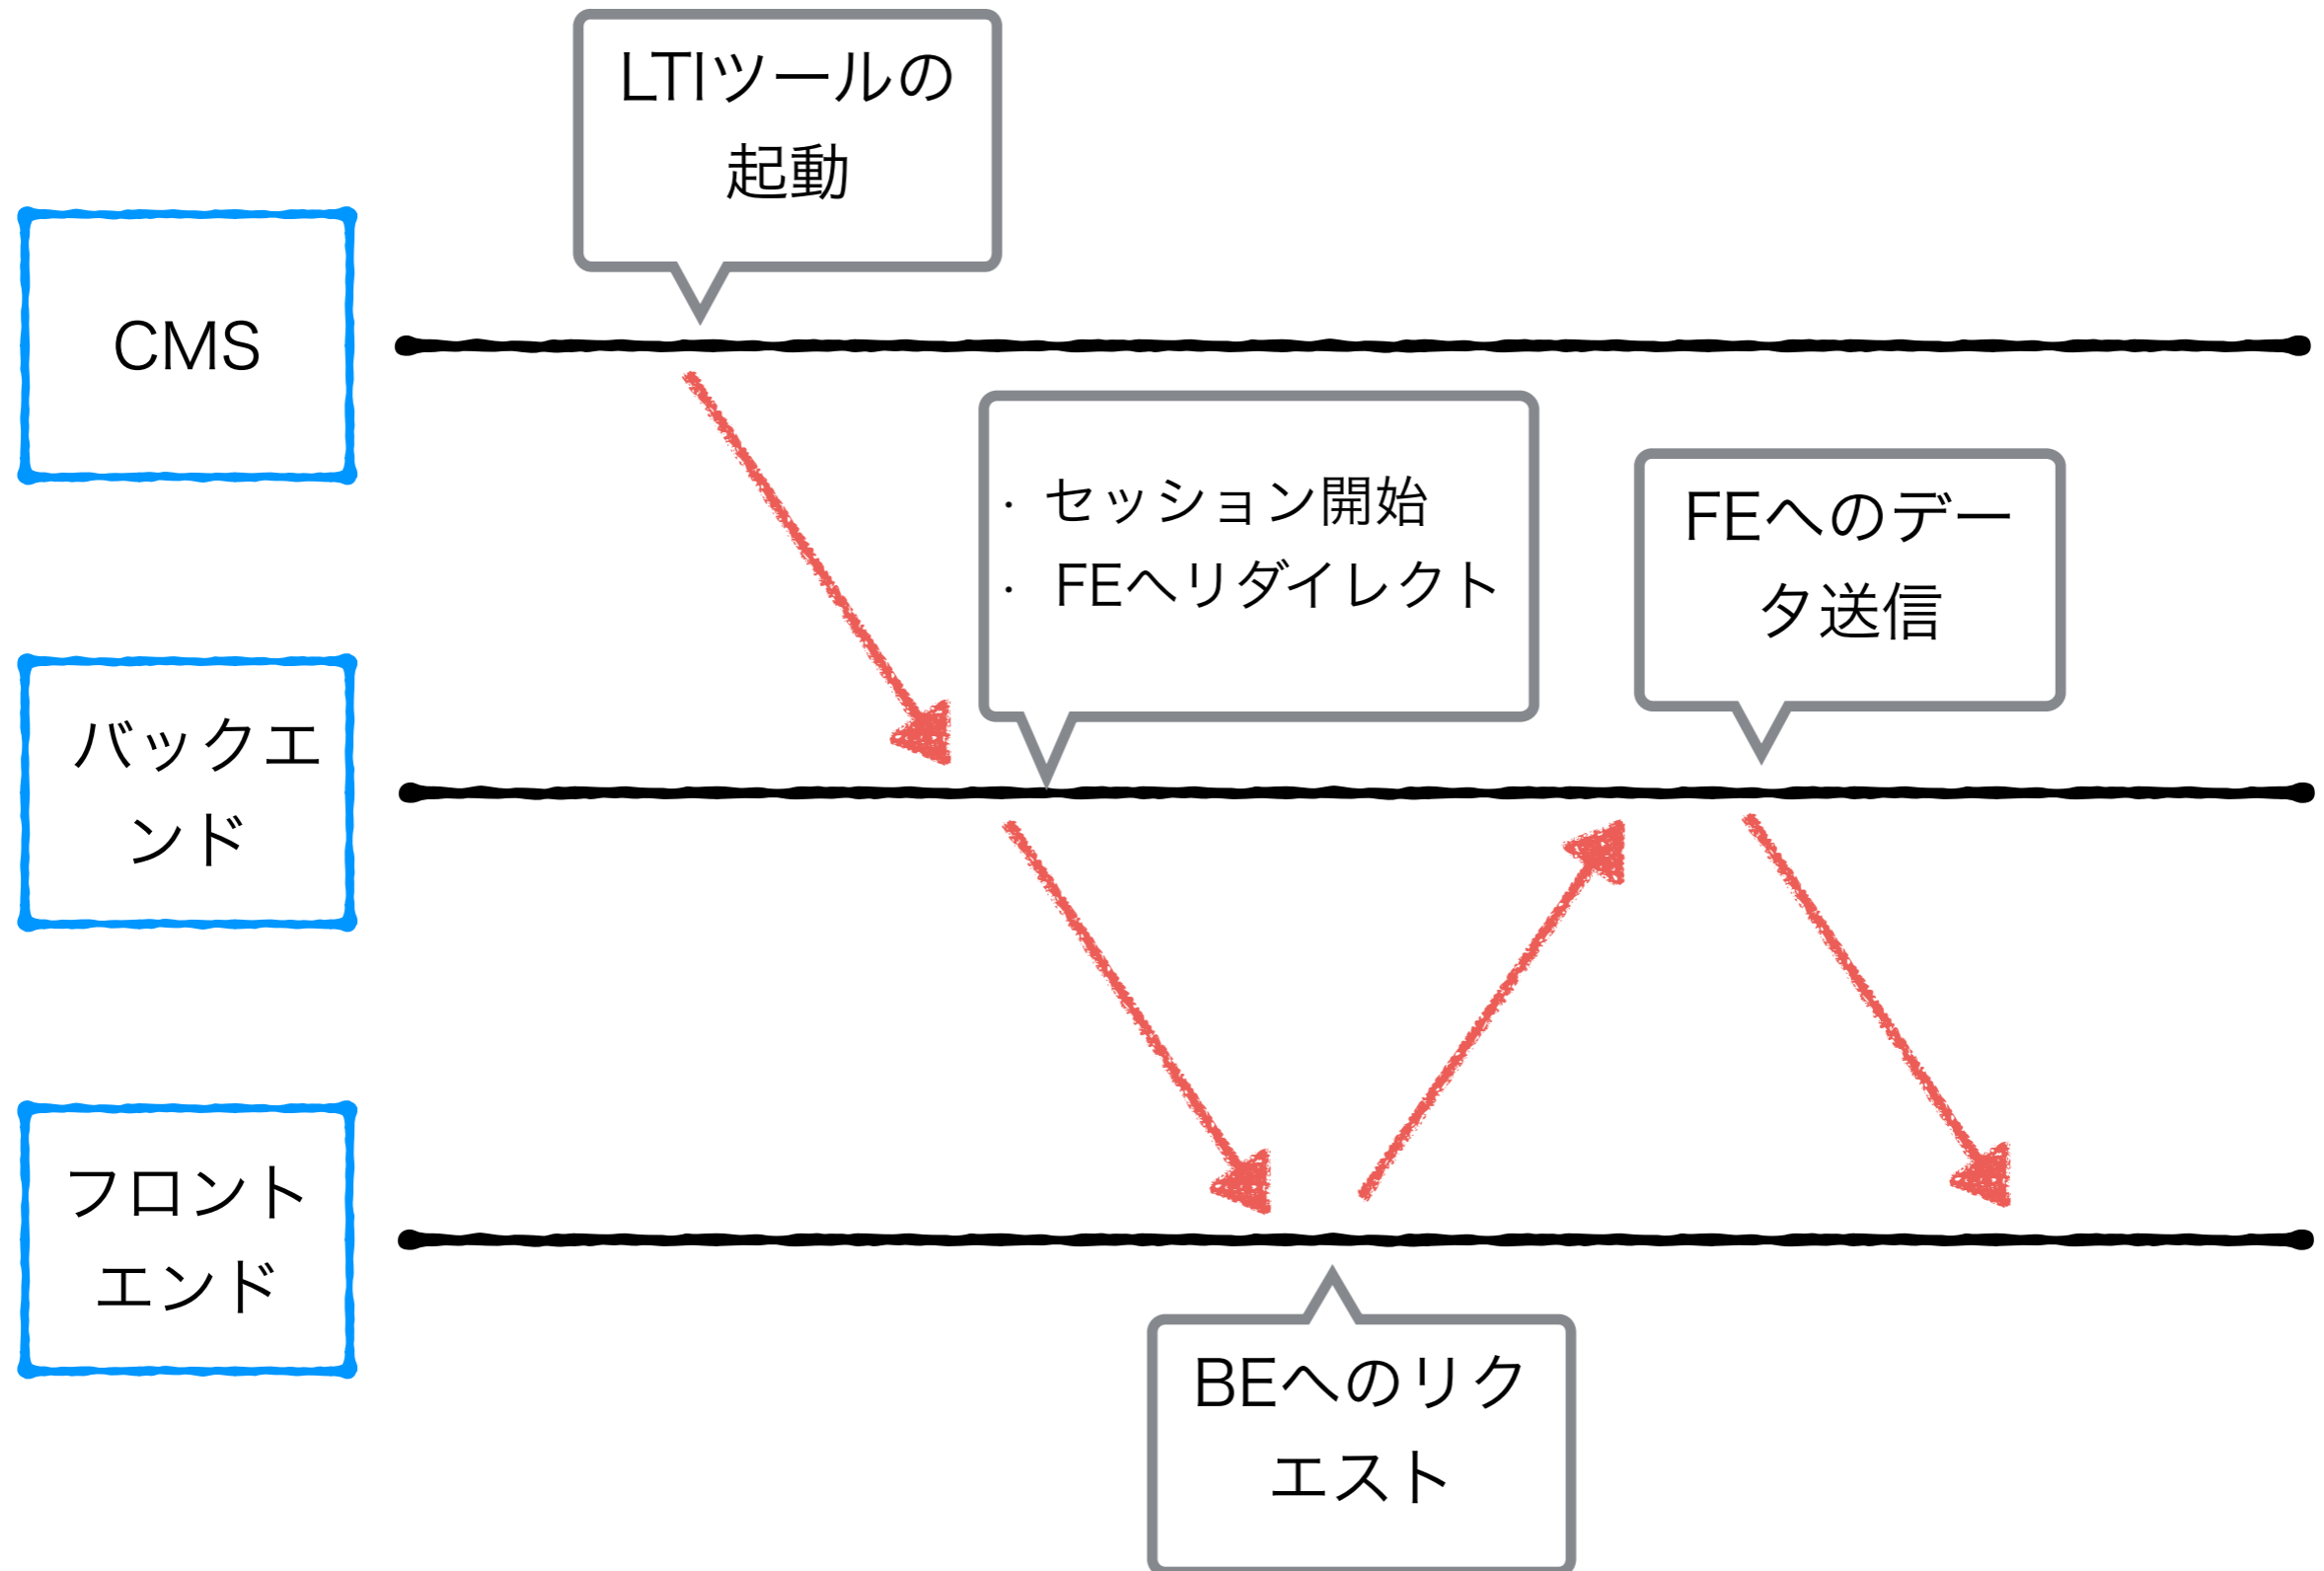 LTIツールの
起動
CMS
・セッション開始
・FEへリダイレクト
FEへのデー
タ送信
バックエ
ンド
フロント
エンド
BEへのリク
エスト